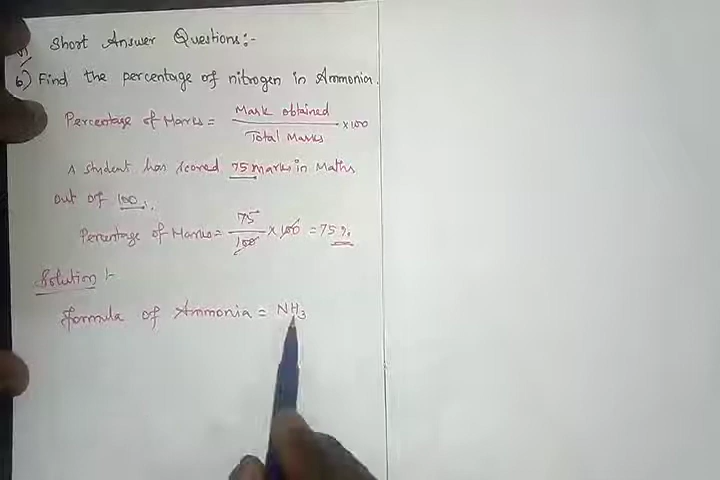 Short Answer Questions:-
6) Find the percentage of nitrogen in Ammonia.
Percentage of Marks = Mark obtained / Total Marks × 100
A student has scored 75 marks in Maths
out of 100.
Percentage of Marks = 75 / 100 × 100 = 75%
Solution :-
Formula of Ammonia = NH₃